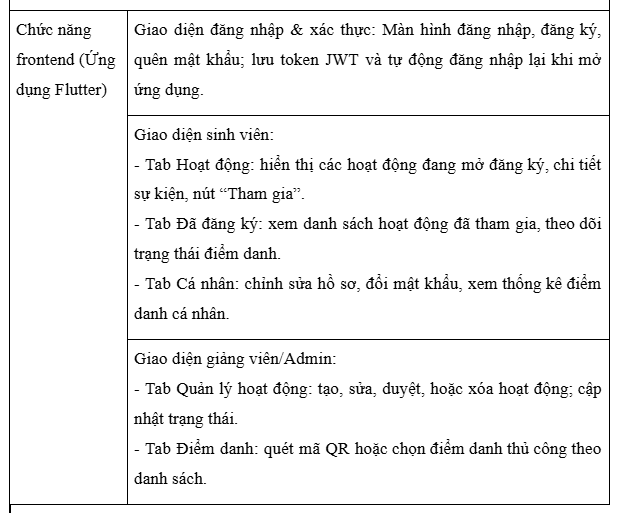 Chức năng
frontend (Ứng
dụng Flutter)
Giao diện đăng nhập & xác thực: Màn hình đăng nhập, đăng ký,
quên mật khẩu; lưu token JWT và tự động đăng nhập lại khi mở
ứng dụng.
Giao diện sinh viên:
- Tab Hoạt động: hiển thị các hoạt động đang mở đăng ký, chi tiết
sự kiện, nút “Tham gia”.
- Tab Đã đăng ký: xem danh sách hoạt động đã tham gia, theo dõi
trạng thái điểm danh.
- Tab Cá nhân: chỉnh sửa hồ sơ, đổi mật khẩu, xem thống kê điểm
danh cá nhân.
Giao diện giảng viên/Admin:
- Tab Quản lý hoạt động: tạo, sửa, duyệt, hoặc xóa hoạt động; cập
nhật trạng thái.
- Tab Điểm danh: quét mã QR hoặc chọn điểm danh thủ công theo
danh sách.